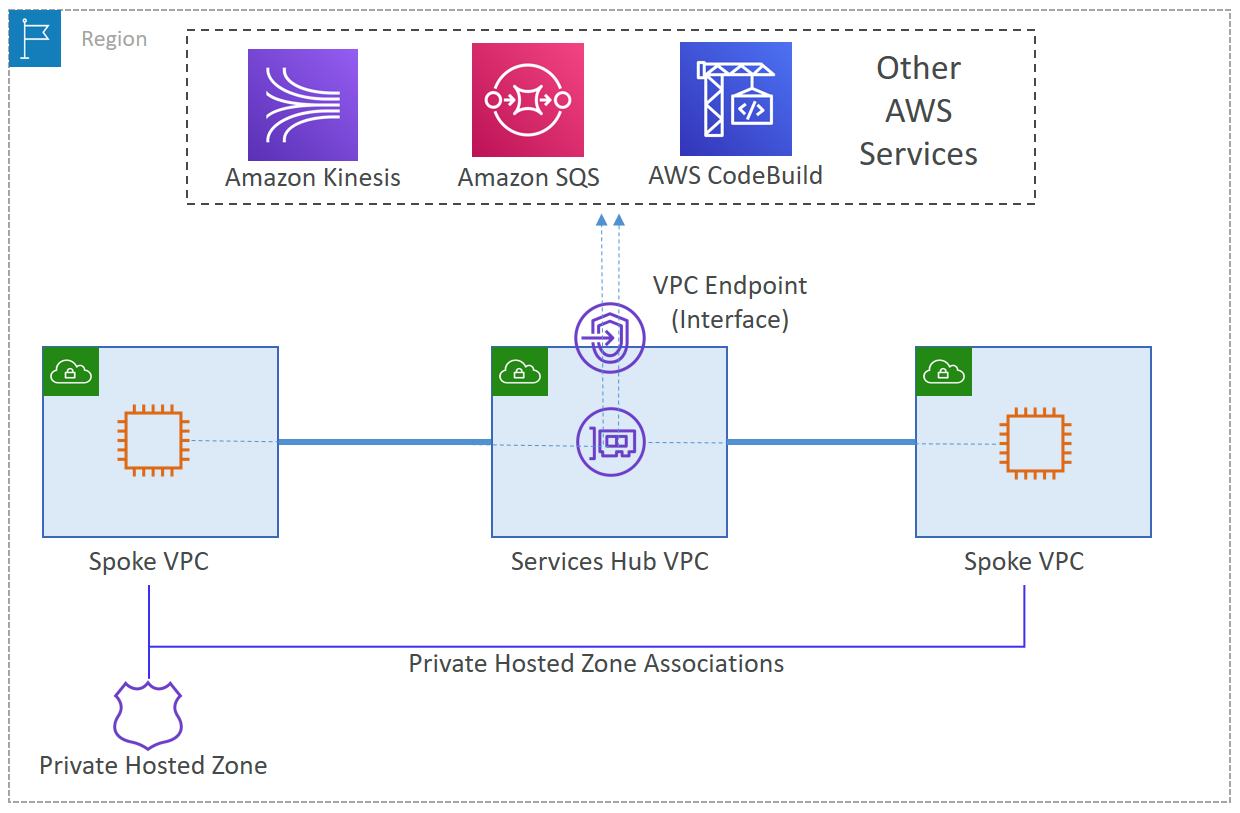 Region
Other
AWS
Services
Amazon Kinesis
Amazon SQS
AWS CodeBuild
VPC Endpoint
(Interface)
Spoke VPC
Services Hub VPC
Spoke VPC
Private Hosted Zone Associations
Private Hosted Zone